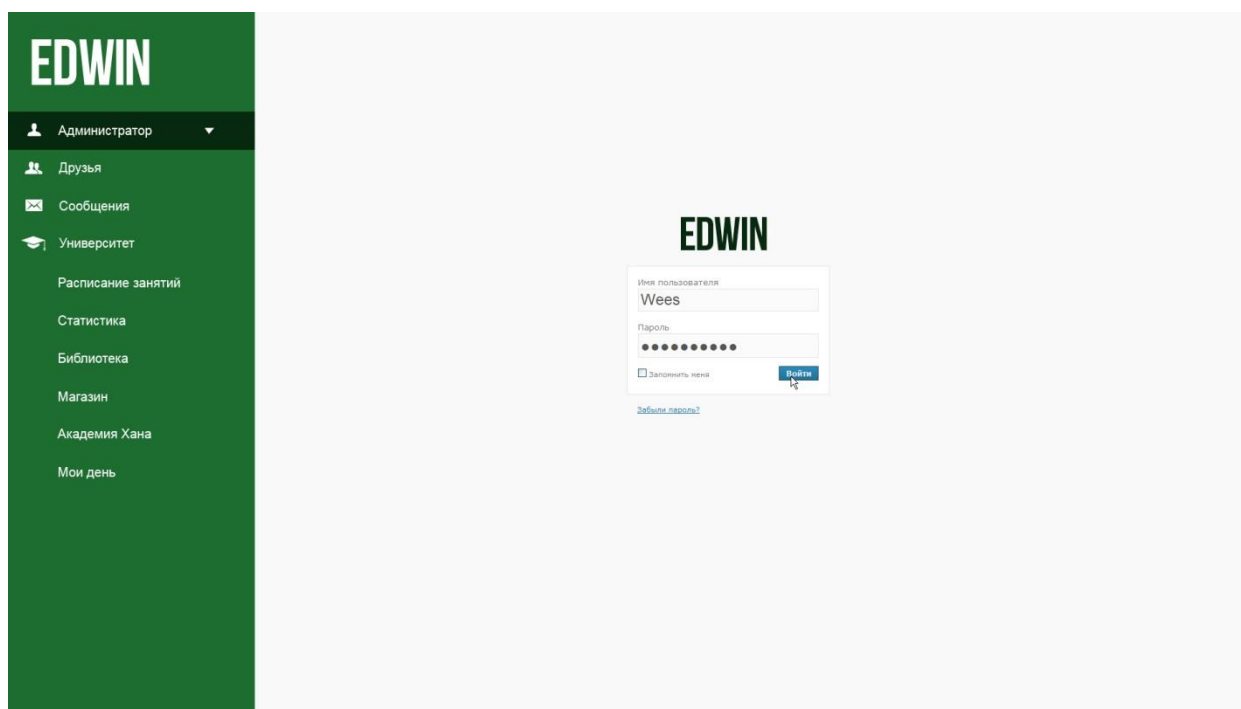 EDWIN
Администратор
Друзья
Сообщения
Университет
Расписание занятий
Статистика
Библиотека
Магазин
Академия Хана
Мои день
EDWIN
Имя пользователя
Wees
Пароль
Запомнить меня
Войти
Забыли пароль?